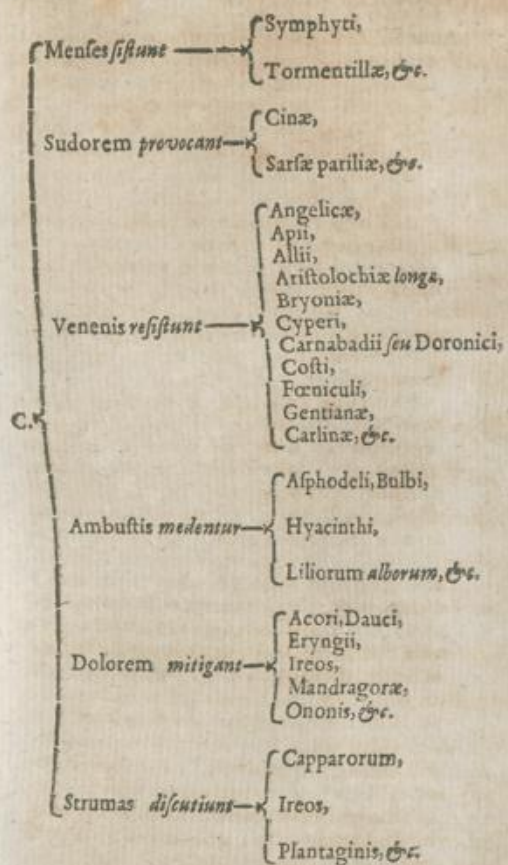 Symphyti,
Menſes ſiſtunt
Tormentillæ, &c.
Cinæ,
Sudorem provocant
Sarſæ pariliæ, &c.
Angelicæ,
Apii,
Allii,
Ariſtolochiæ longæ,
Bryoniæ,
Venenis reſiſtunt
Cyperi,
Carnabadii ſeu Doronici,
Coſti,
Fœniculi,
Gentianæ,
C.
Carlinæ, &c.
Aſphodeli, Bulbi,
Ambuſtis medentur
Hyacinthi,
Liliorum alborum, &c.
Acori, Dauci,
Eryngii,
Dolorem mitigant
Ireos,
Mandragoræ,
Ononis, &c.
Capparorum,
Strumas diſcutiunt
Ireos,
Plantaginis, &c.